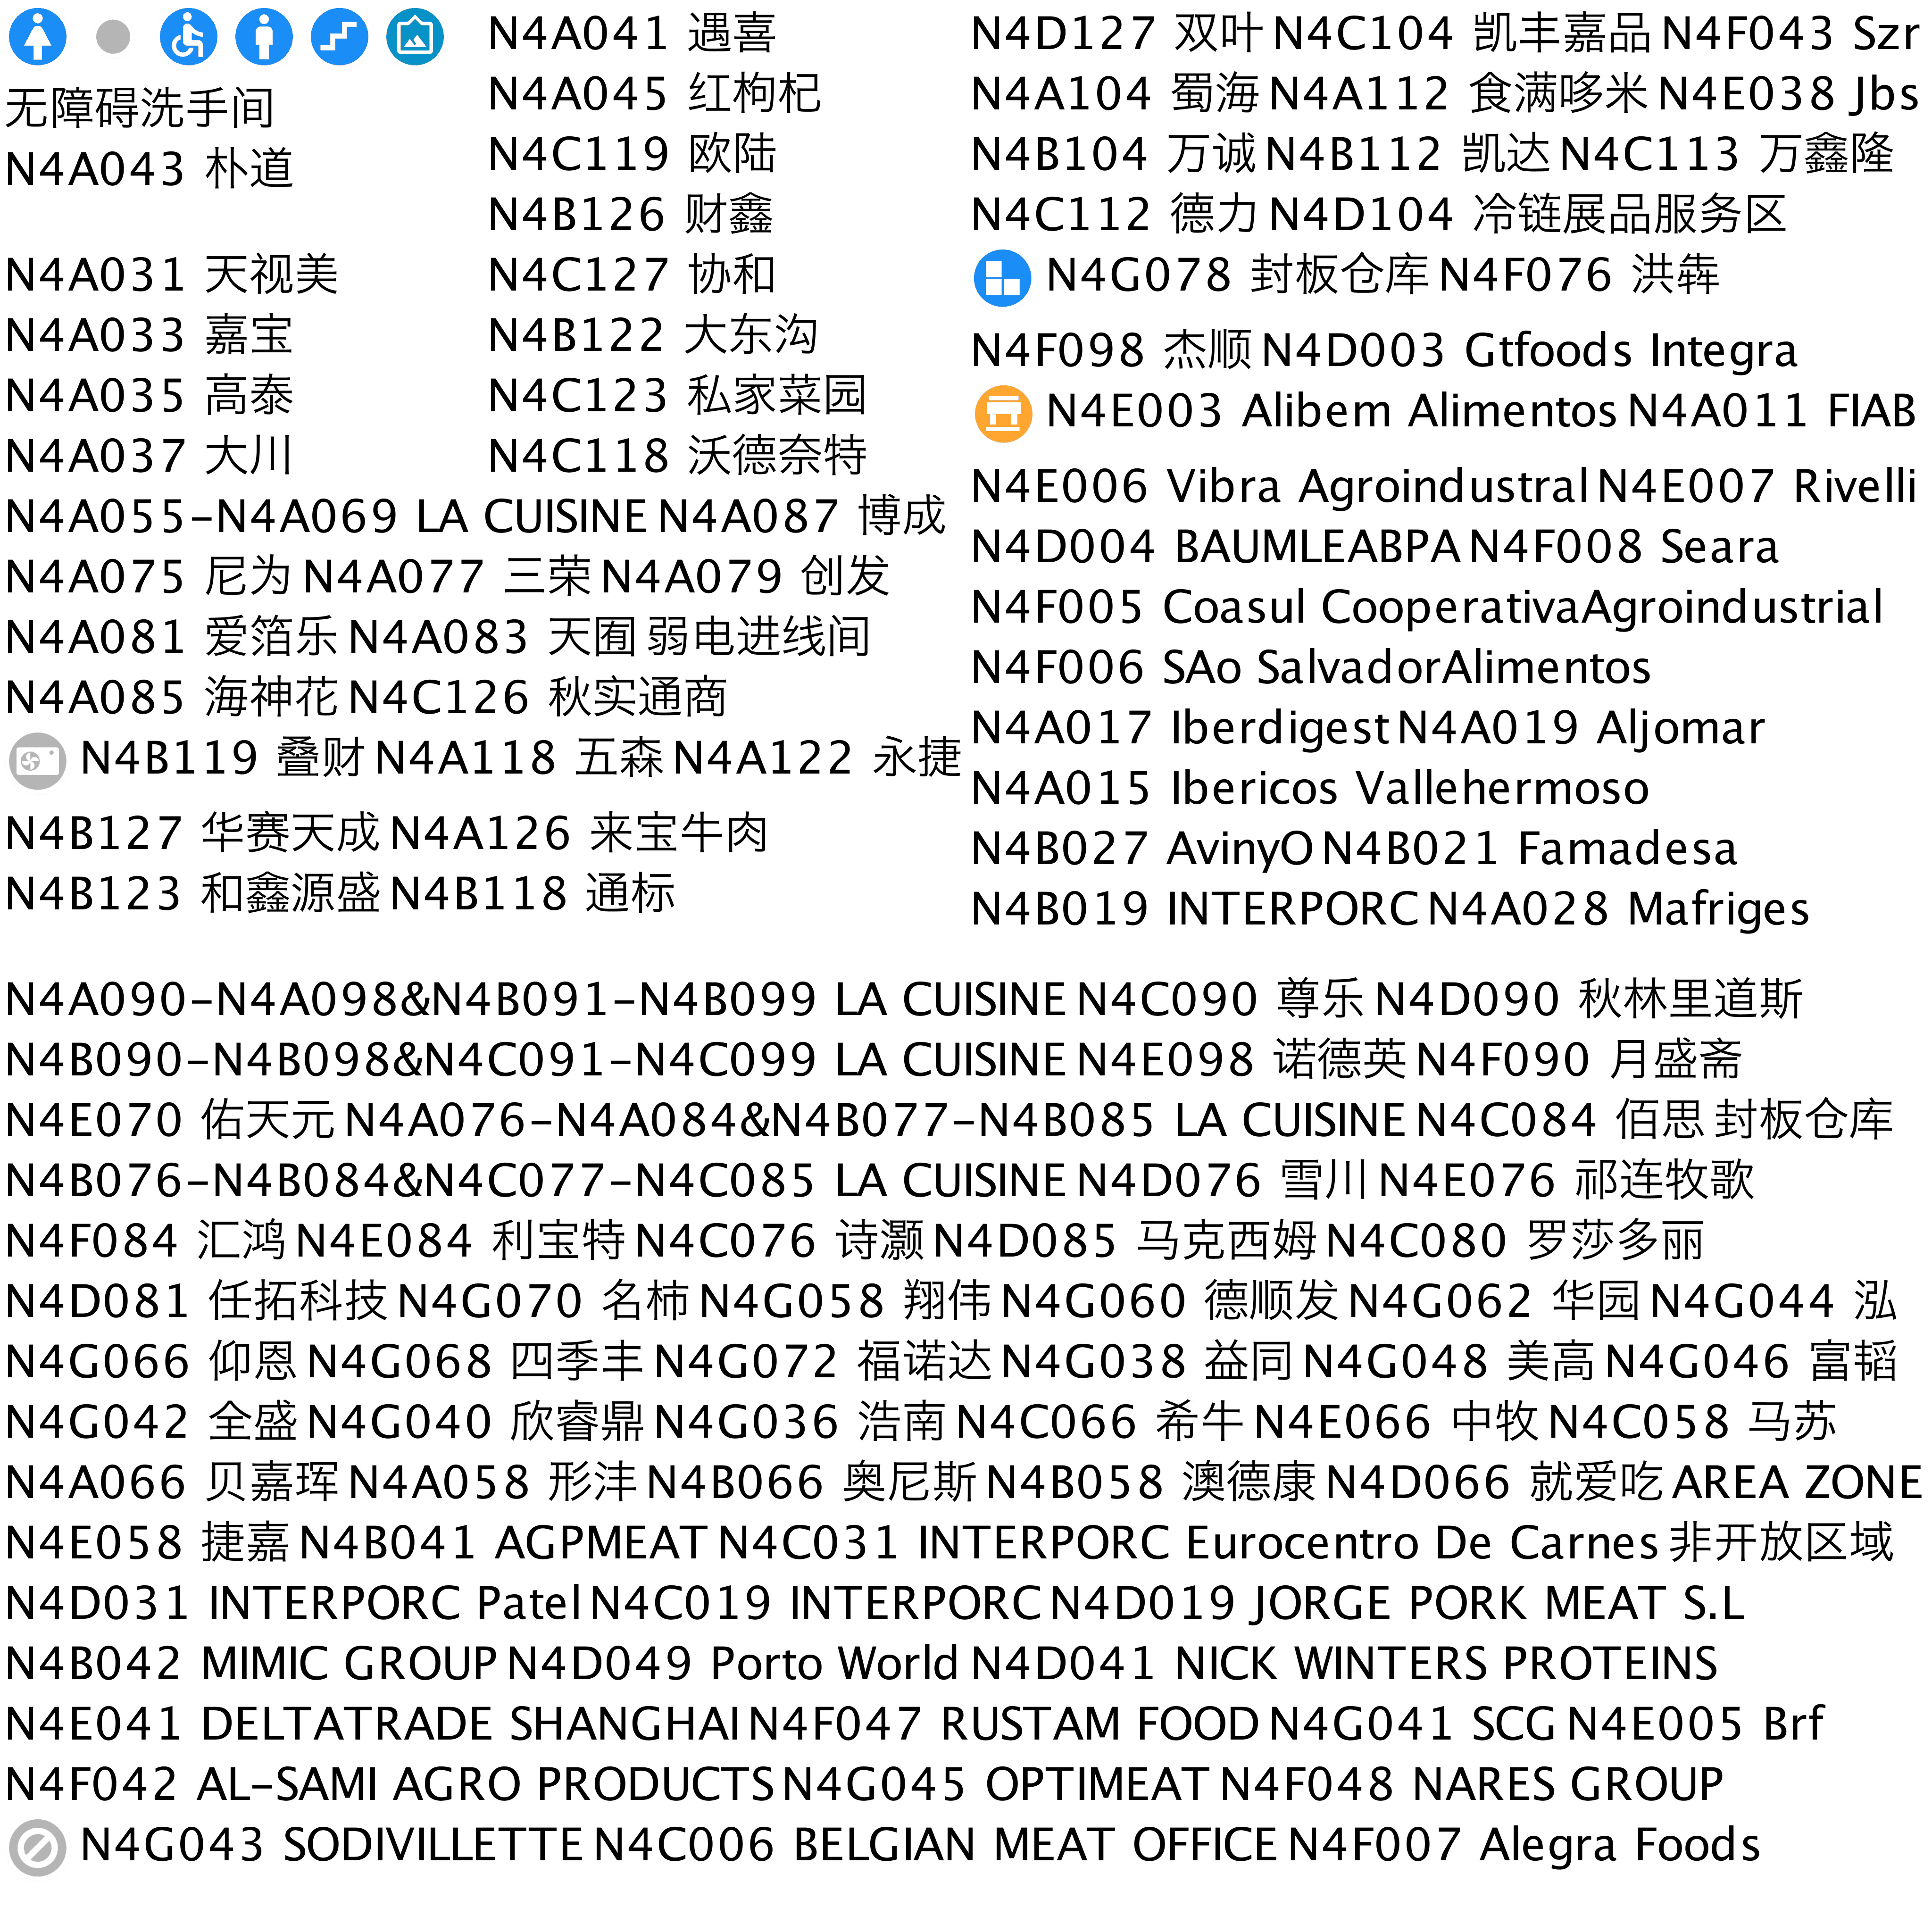 无障碍洗手间
N4A043 朴道
N4A031 天视美
N4A033 嘉宝
N4A035 高泰
N4A037 大川
N4A041 遇喜
N4A045 红枸杞
N4C119 欧陆
N4B126 财鑫
N4C127 协和
N4B122 大东沟
N4C123 私家菜园
N4C118 沃德奈特
N4A055-N4A069 LA CUISINE N4A087 博成
N4A075 尼为 N4A077 三荣 N4A079 创发
N4A081 爱箔乐 N4A083 天囿 弱电进线间
N4A085 海神花 N4C126 秋实通商
N4B119 叠财 N4A118 五森 N4A122 永捷
N4B127 华赛天成 N4A126 来宝牛肉
N4B123 和鑫源盛 N4B118 通标
N4D127 双叶 N4C104 凯丰嘉品 N4F043 Szr
N4A104 蜀海 N4A112 食满哆米 N4E038 Jbs
N4B104 万诚 N4B112 凯达 N4C113 万鑫隆
N4C112 德力 N4D104 冷链展品服务区
N4G078 封板仓库 N4F076 洪犇
N4F098 杰顺 N4D003 Gtfoods Integra
N4E003 Alibem Alimentos N4A011 FIAB
N4E006 Vibra Agroindustral N4E007 Rivelli
N4D004 BAUMLEABPA N4F008 Seara
N4F005 Coasul CooperativaAgroindustrial
N4F006 SAo SalvadorAlimentos
N4A017 Iberdigest N4A019 Aljomar
N4A015 Ibericos Vallehermoso
N4B027 AvinyO N4B021 Famadesa
N4B019 INTERPORC N4A028 Mafriges
N4A090-N4A098&N4B091-N4B099 LA CUISINE N4C090 尊乐 N4D090 秋林里道斯
N4B090-N4B098&N4C091-N4C099 LA CUISINE N4E098 诺德英 N4F090 月盛斋
N4E070 佑天元 N4A076-N4A084&N4B077-N4B085 LA CUISINE N4C084 佰思 封板仓库
N4B076-N4B084&N4C077-N4C085 LA CUISINE N4D076 雪川 N4E076 祁连牧歌
N4F084 汇鸿 N4E084 利宝特 N4C076 诗灏 N4D085 马克西姆 N4C080 罗莎多丽
N4D081 任拓科技 N4G070 名柿 N4G058 翔伟 N4G060 德顺发 N4G062 华园 N4G044 泓
N4G066 仰恩 N4G068 四季丰 N4G072 福诺达 N4G038 益同 N4G048 美高 N4G046 富韬
N4G042 全盛 N4G040 欣睿鼎 N4G036 浩南 N4C066 希牛 N4E066 中牧 N4C058 马苏
N4A066 贝嘉珲 N4A058 形沣 N4B066 奥尼斯 N4B058 澳德康 N4D066 就爱吃 AREA ZONE
N4E058 捷嘉 N4B041 AGPMEAT N4C031 INTERPORC Eurocentro De Carnes 非开放区域
N4D031 INTERPORC Patel N4C019 INTERPORC N4D019 JORGE PORK MEAT S.L
N4B042 MIMIC GROUP N4D049 Porto World N4D041 NICK WINTERS PROTEINS
N4E041 DELTATRADE SHANGHAI N4F047 RUSTAM FOOD N4G041 SCG N4E005 Brf
N4F042 AL-SAMI AGRO PRODUCTS N4G045 OPTIMEAT N4F048 NARES GROUP
N4G043 SODIVILLETTE N4C006 BELGIAN MEAT OFFICE N4F007 Alegra Foods